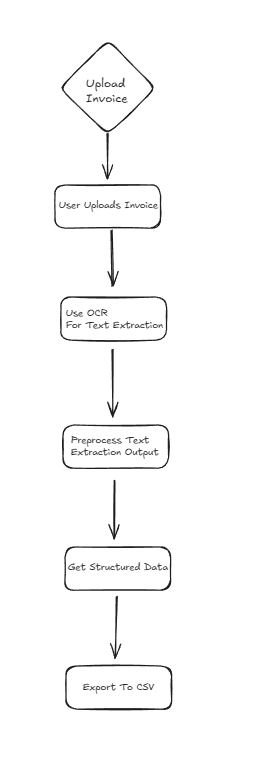 Upload
Invoice
User Uploads Invoice
Use OCR
For Text Extraction
Preprocess Text
Extraction Output
Get Structured Data
Export To CSV